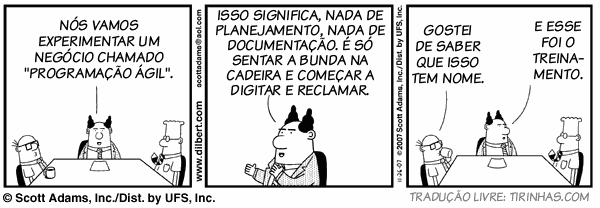 NÓS VAMOS
EXPERIMENTAR UM
NEGÓCIO CHAMADO
"PROGRAMAÇÃO ÁGIL".
www.dilbert.com
scottadams@aol.com
ISSO SIGNIFICA, NADA DE
PLANEJAMENTO, NADA DE
DOCUMENTAÇÃO. É SÓ
SENTAR A BUNDA NA
CADEIRA E COMEÇAR A
DIGITAR E RECLAMAR.
11-26-07 ©2007 Scott Adams, Inc./Dist. by UFS, Inc.
GOSTEI
DE SABER
QUE ISSO
TEM NOME.
E ESSE
FOI O
TREINA-
MENTO.
© Scott Adams, Inc./Dist. by UFS, Inc.
TRADUÇÃO LIVRE: TIRINHAS.COM